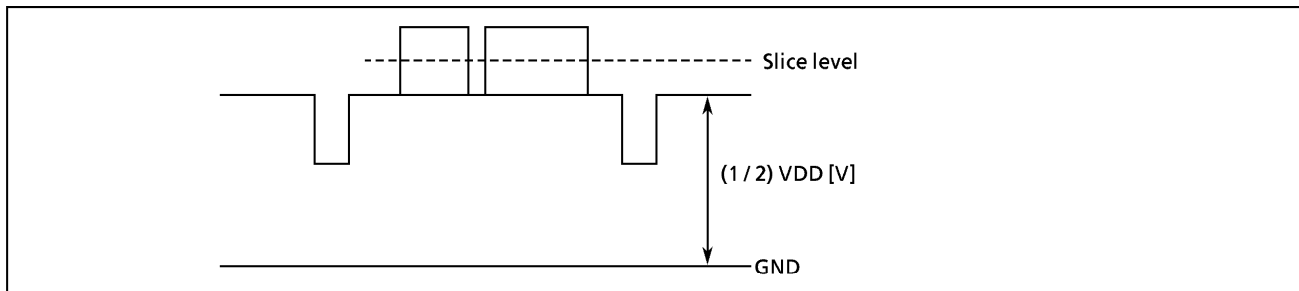 Slice level
(1 / 2) VDD [V]
GND